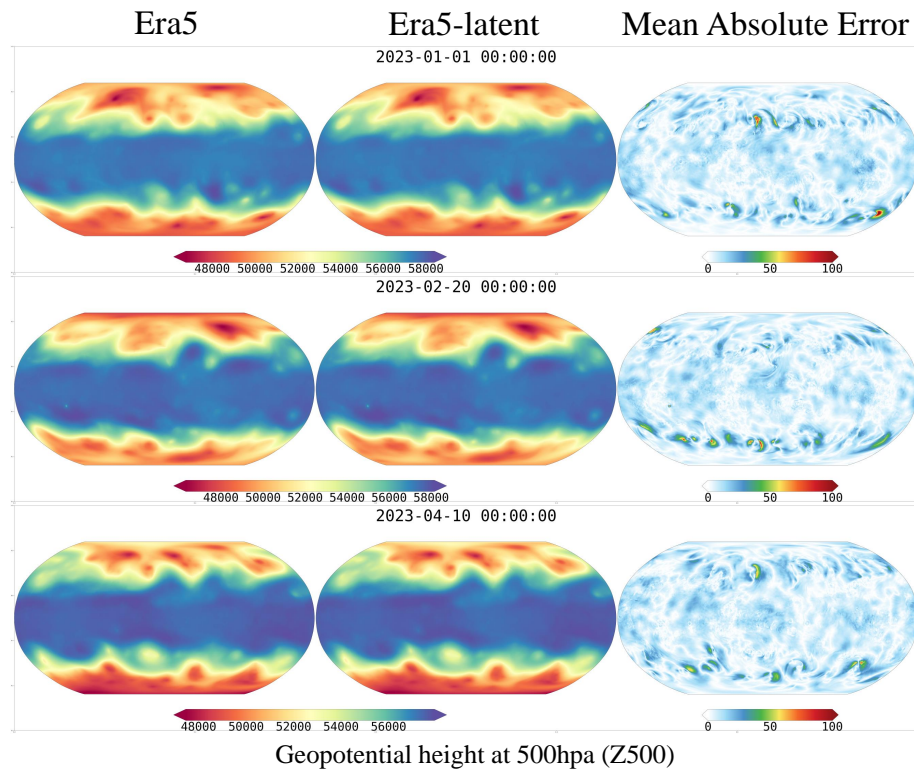 Era5 Era5-latent Mean Absolute Error
2023-01-01 00:00:00
48000 50000 52000 54000 56000 58000 0 50 100
2023-02-20 00:00:00
48000 50000 52000 54000 56000 58000 0 50 100
2023-04-10 00:00:00
48000 50000 52000 54000 56000 0 50 100
Geopotential height at 500hpa (Z500)